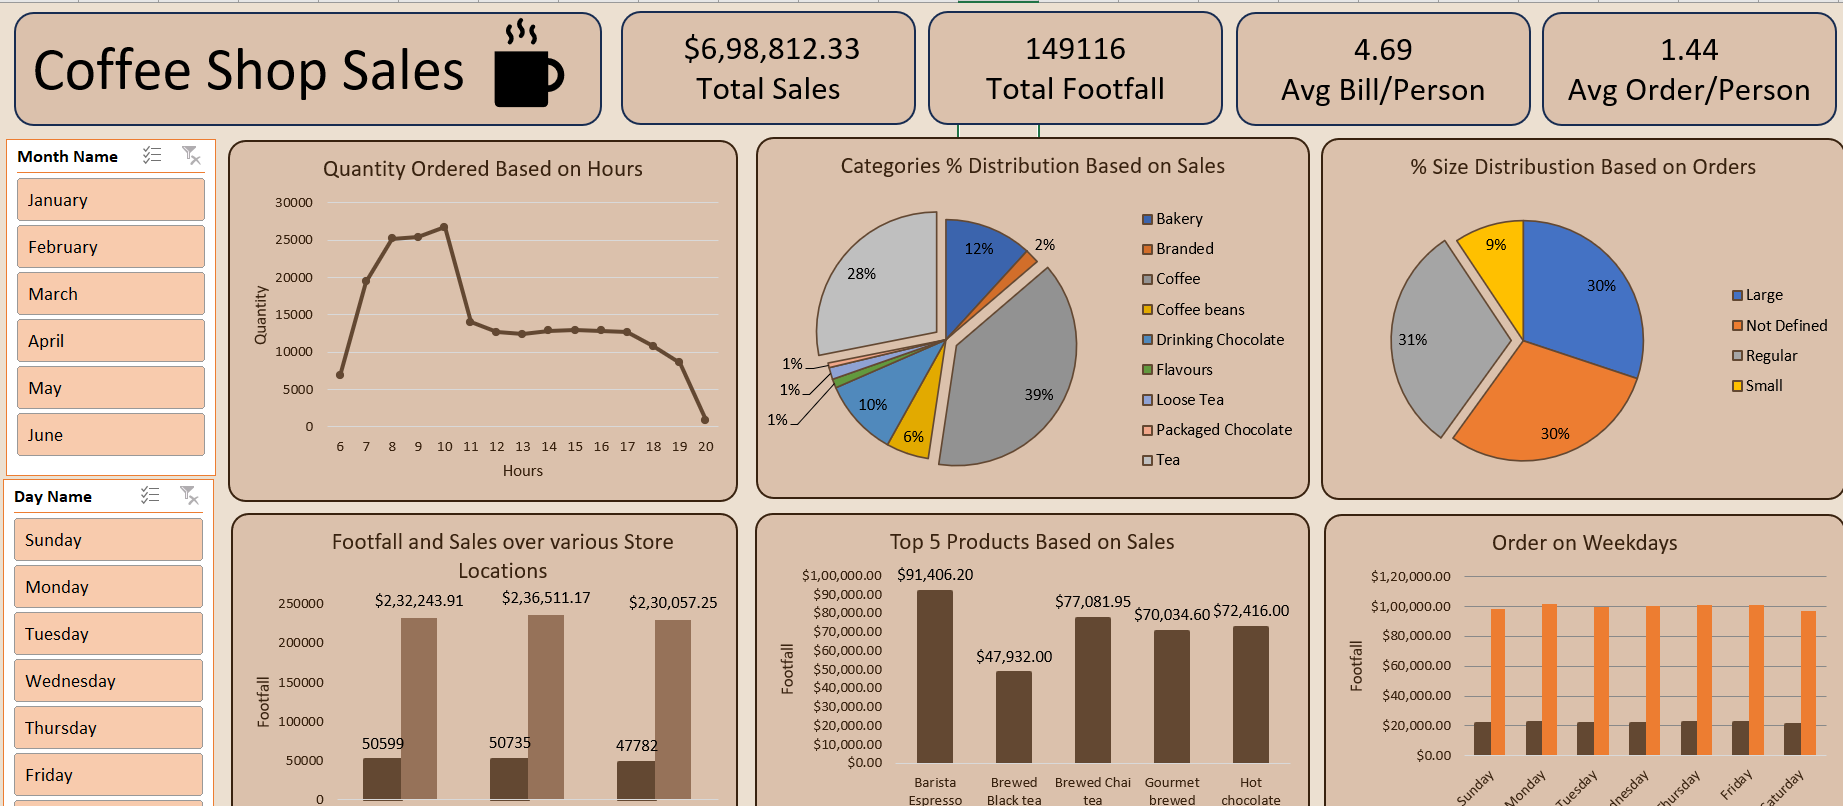 Coffee Shop Sales
$6,98,812.33
Total Sales
149116
Total Footfall
4.69
Avg Bill/Person
1.44
Avg Order/Person
Month Name
January
February
March
April
May
June
Day Name
Sunday
Monday
Tuesday
Wednesday
Thursday
Friday
Quantity Ordered Based on Hours
Quantity
30000
25000
20000
15000
10000
5000
0
6 7 8 9 10 11 12 13 14 15 16 17 18 19 20
Hours
Categories % Distribution Based on Sales
12%
2%
39%
6%
10%
1%
1%
1%
28%
Bakery
Branded
Coffee
Coffee beans
Drinking Chocolate
Flavours
Loose Tea
Packaged Chocolate
Tea
% Size Distribustion Based on Orders
30%
30%
31%
9%
Large
Not Defined
Regular
Small
Footfall and Sales over various Store
Locations
Footfall
250000
200000
150000
100000
50000
0
$2,32,243.91
$2,36,511.17
$2,30,057.25
50599
50735
47782
Top 5 Products Based on Sales
Footfall
$1,00,000.00
$90,000.00
$80,000.00
$70,000.00
$60,000.00
$50,000.00
$40,000.00
$30,000.00
$20,000.00
$10,000.00
$0.00
$91,406.20
$47,932.00
$77,081.95
$70,034.60
$72,416.00
Barista
Espresso
Brewed
Black tea
Brewed Chai
tea
Gourmet
brewed
Hot
chocolate
Order on Weekdays
Footfall
$1,20,000.00
$1,00,000.00
$80,000.00
$60,000.00
$40,000.00
$20,000.00
$0.00
Sunday
Monday
Tuesday
dnesday
hursday
Friday
aturday